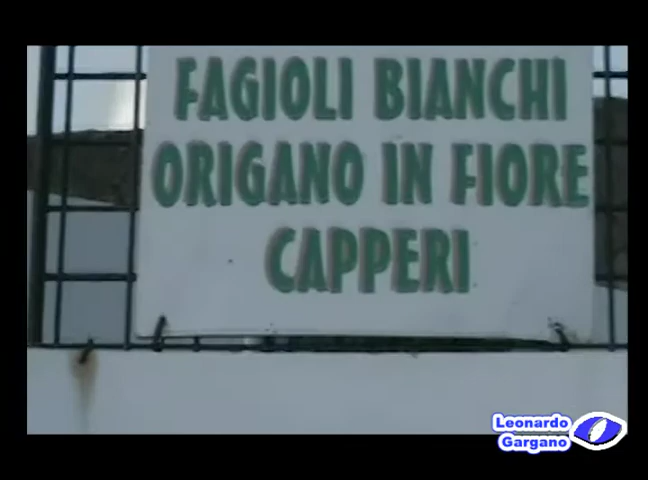 FAGIOLI BIANCHI
ORIGANO IN FIORE
CAPPERI
Leonardo
Gargano